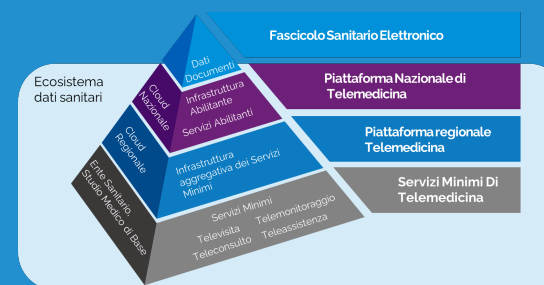 Ecosistema
dati sanitari
Dati
Documenti
Fascicolo Sanitario Elettronico
Cloud
Nazionale
Infrastruttura
Abilitante
Servizi Abilitanti
Piattaforma Nazionale di
Telemedicina
Cloud
Regionale
Infrastruttura
aggregativa dei Servizi
Minimi
Piattaforma regionale
Telemedicina
Ente Sanitario,
Studio Medico di Base
Servizi Minimi
Televisita Telemonitoraggio
Teleconsulto Teleassistenza
Servizi Minimi Di
Telemedicina